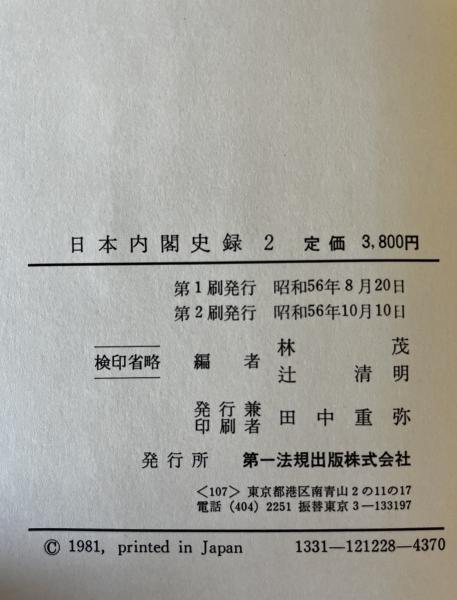 日本内閣史録 2 定価 3,800円
第1刷発行 昭和56年8月20日
第2刷発行 昭和56年10月10日
検印省略 編者 林茂
辻清明
発行兼印刷者 田中重弥
発行所 第一法規出版株式会社
<107> 東京都港区南青山2の11の17
電話 (404) 2251 振替東京3―133197
© 1981, printed in Japan 1331―121228―4370